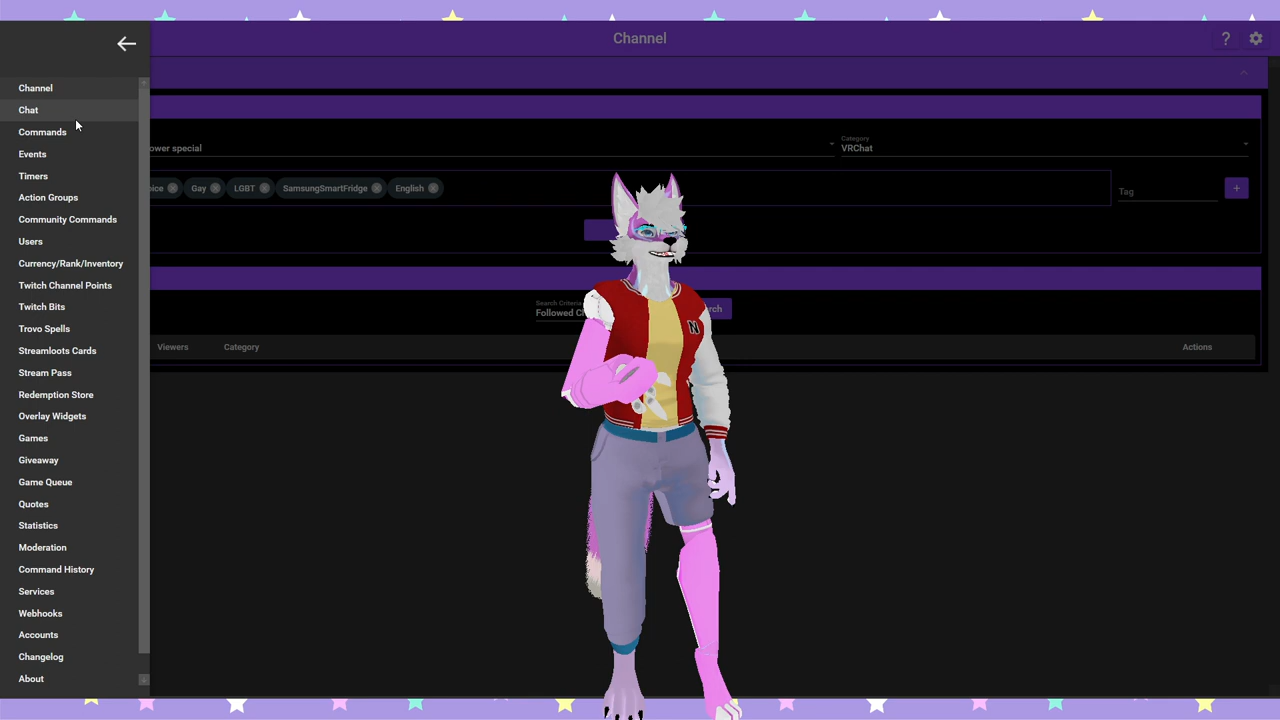 Channel
?
Channel
Chat
Commands
Events
Timers
Action Groups
Community Commands
Users
Currency/Rank/Inventory
Twitch Channel Points
Twitch Bits
Trovo Spells
Streamloots Cards
Stream Pass
Redemption Store
Overlay Widgets
Games
Giveaway
Game Queue
Quotes
Statistics
Moderation
Command History
Services
Webhooks
Accounts
Changelog
About
special
Category
VRChat
Gay LGBT SamsungSmartFridge English
Tag
+
Search Criteria
Followed
Viewers Category Actions
N